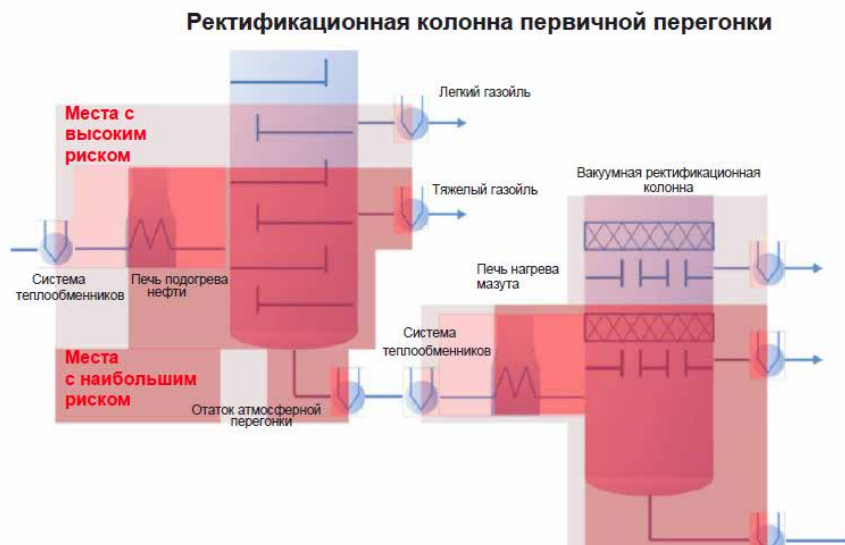 Ректификационная колонна первичной перегонки
Места с
высоким
риском
Легкий газойль
Тяжелый газойль
Вакуумная ректификационная
колонна
Система
теплообменников
Печь подогрева
нефти
Печь нагрева
мазута
Система
теплообменников
Места
с наибольшим
риском
Отаток атмосферной
перегонки